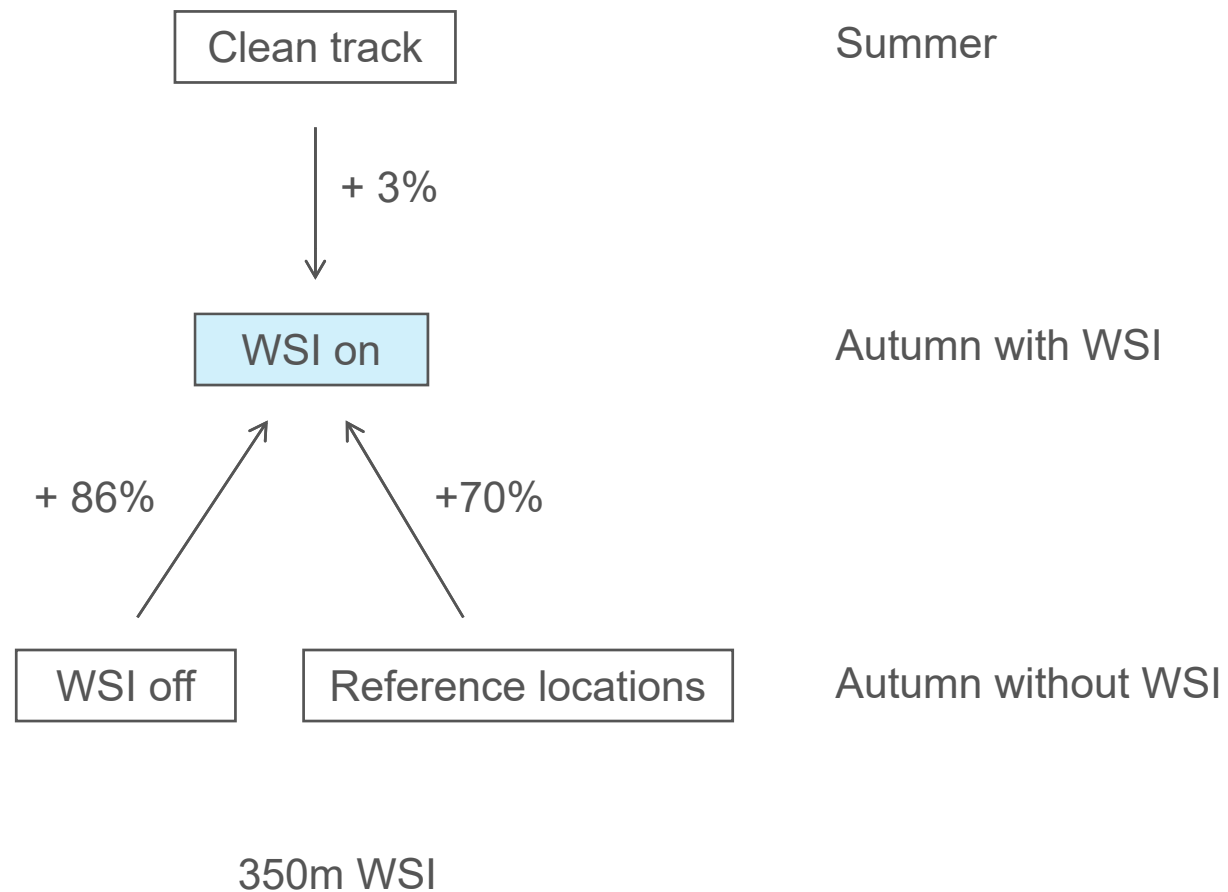 Clean track
Summer
+ 3%
WSI on
Autumn with WSI
+ 86%
+70%
WSI off
Reference locations
Autumn without WSI
350m WSI